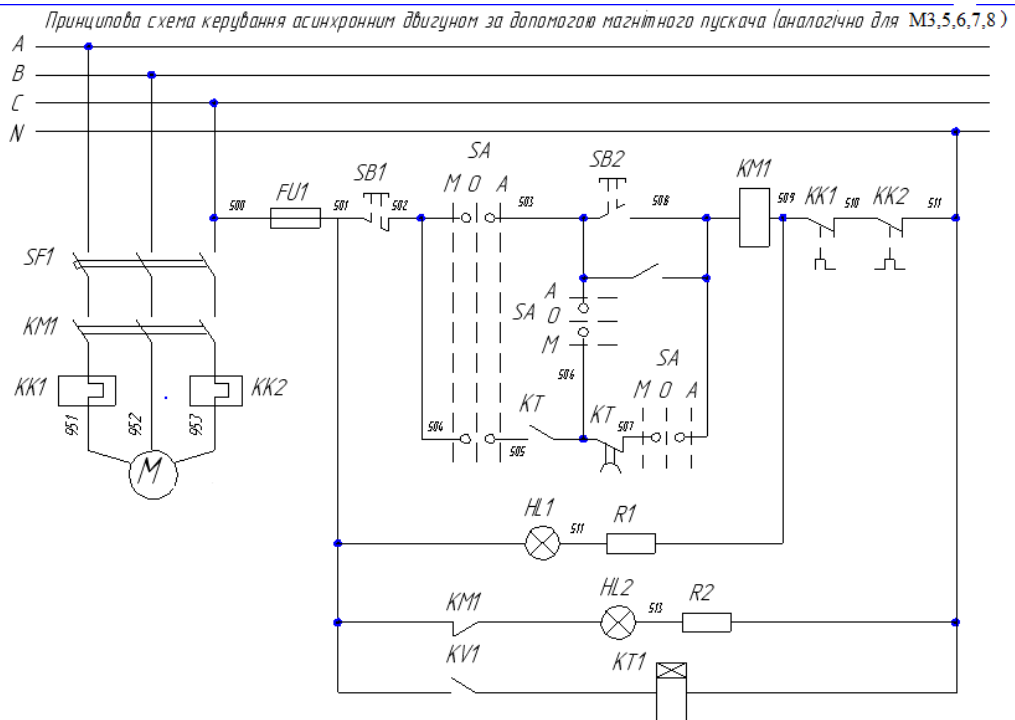 Принципова схема керування асинхронним двигуном за допомогою магнітного пускача (аналогічно для М3,5,6,7,8 )
A
B
C
N
SA
SB1
SB2
KM1
FU1
M O A
KK1
KK2
500
501
502
503
508
509
510
511
SF1
A
SA O
M
KM1
506
SA
KK1
KK2
KT
KT
M O A
951
952
953
504
505
507
M
HL1
511
R1
KM1
HL2
513
R2
KV1
KT1